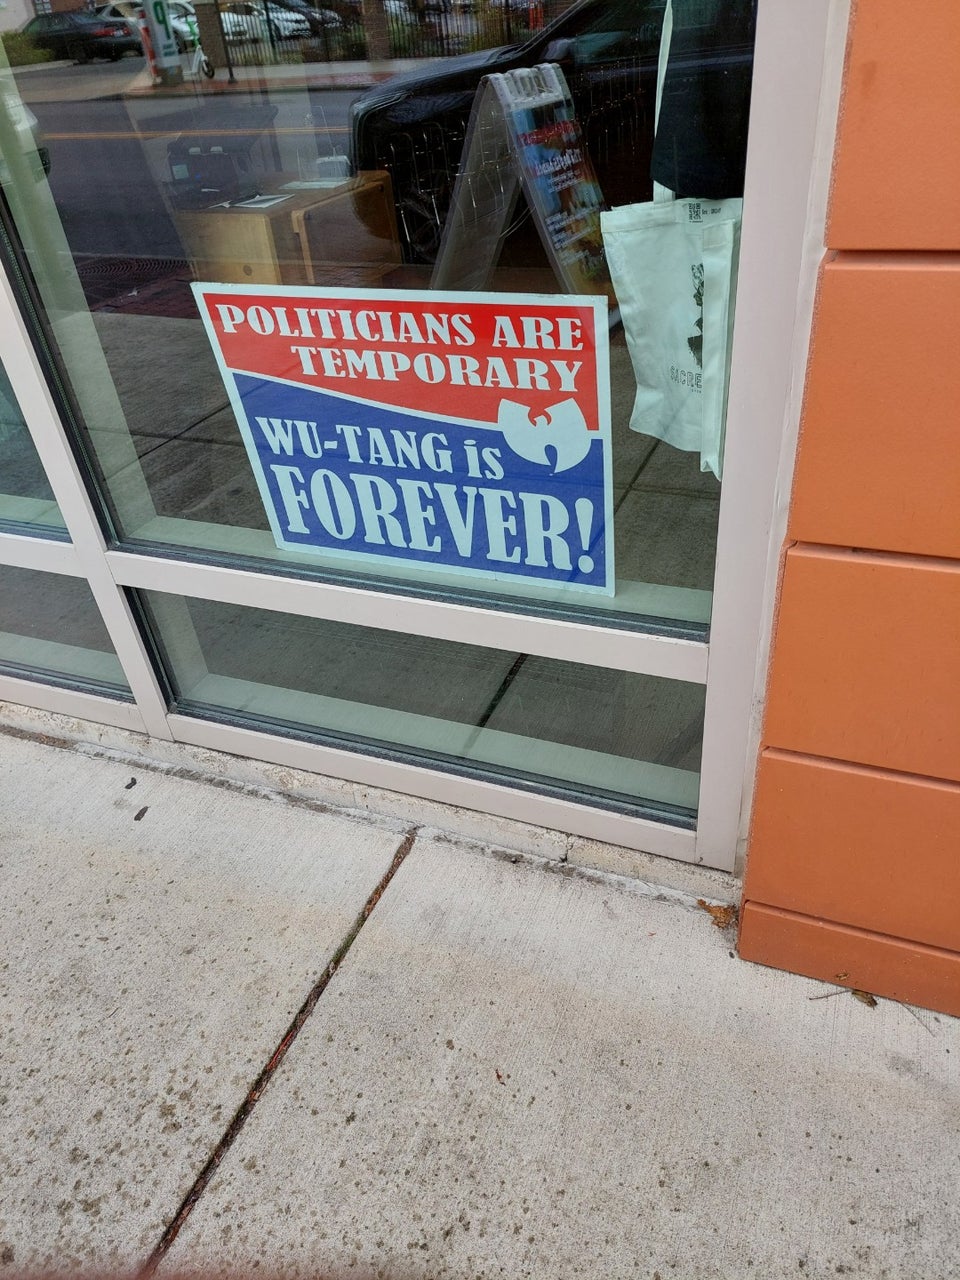 POLITICIANS ARE
TEMPORARY
WU-TANG is
FOREVER!